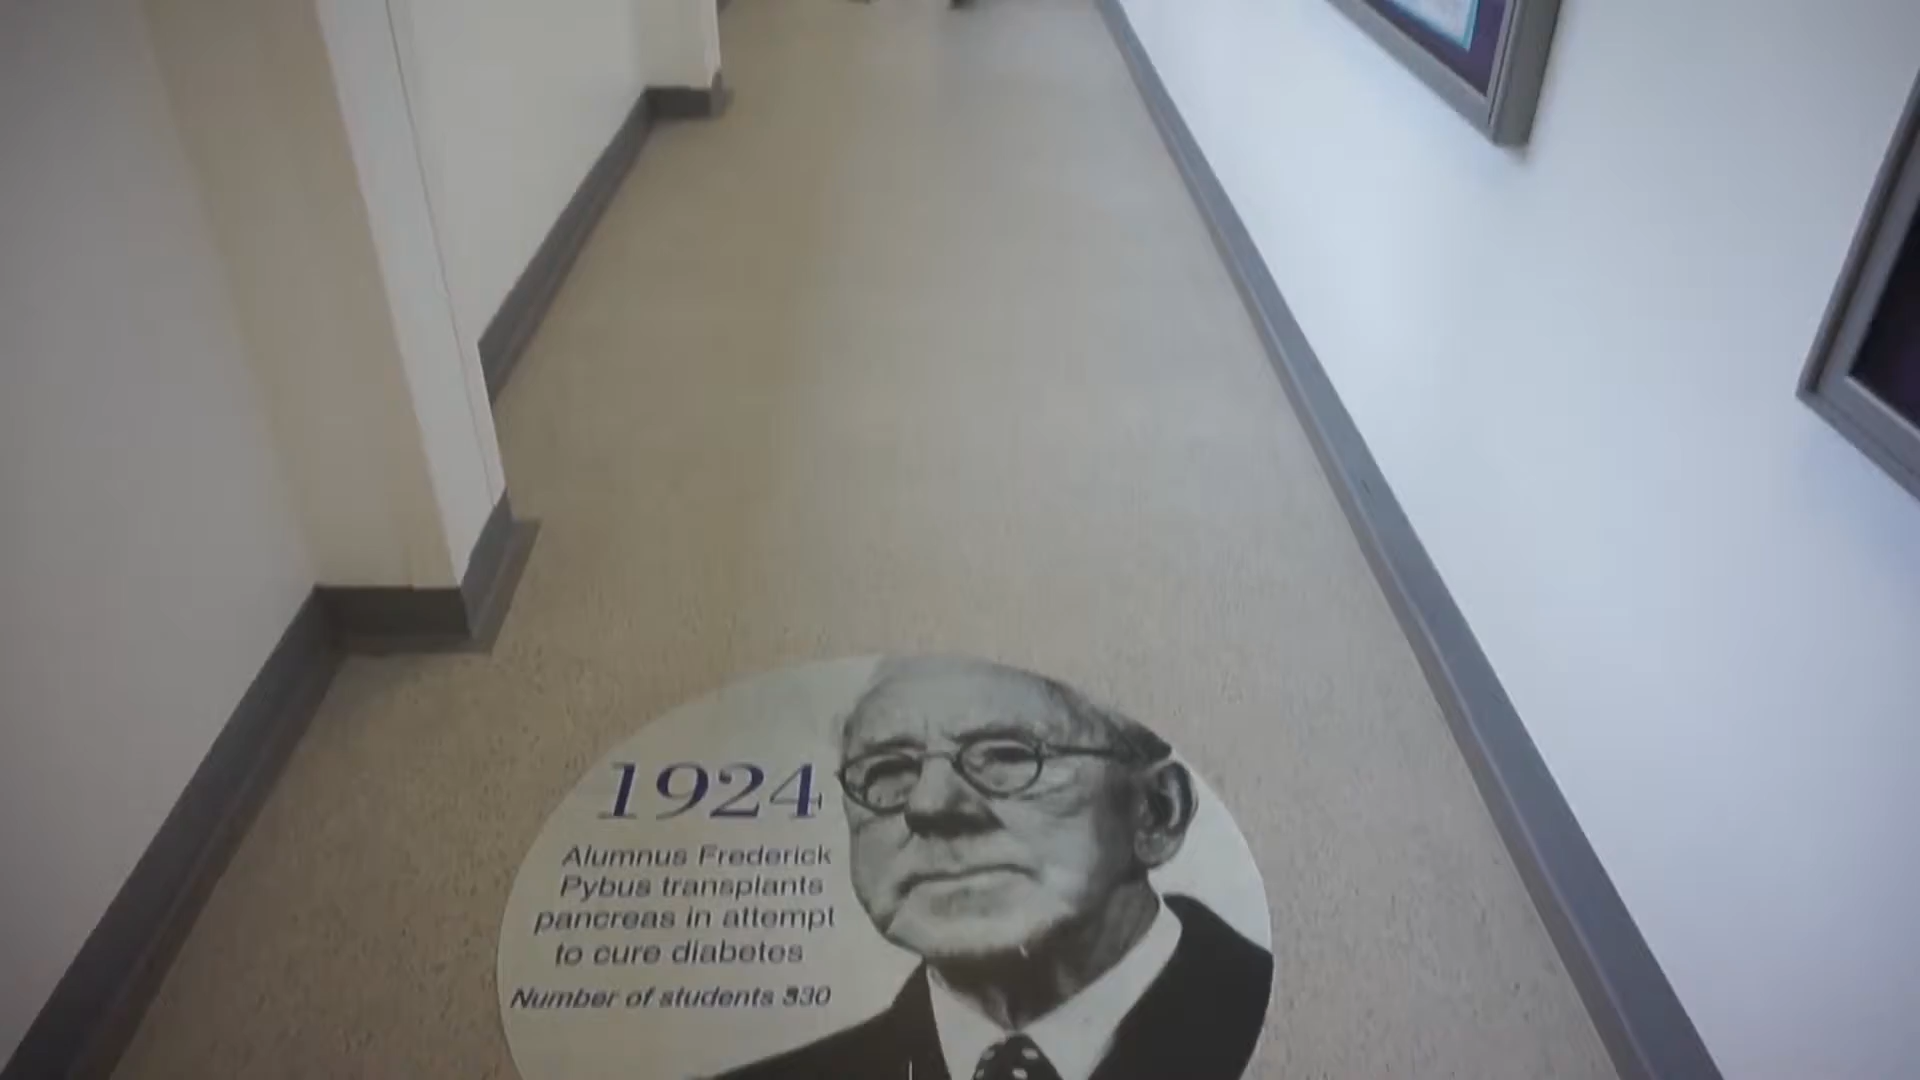 1924
Alumnus Frederick
Pybus transplants
pancreas in attempt
to cure diabetes
Number of students 330